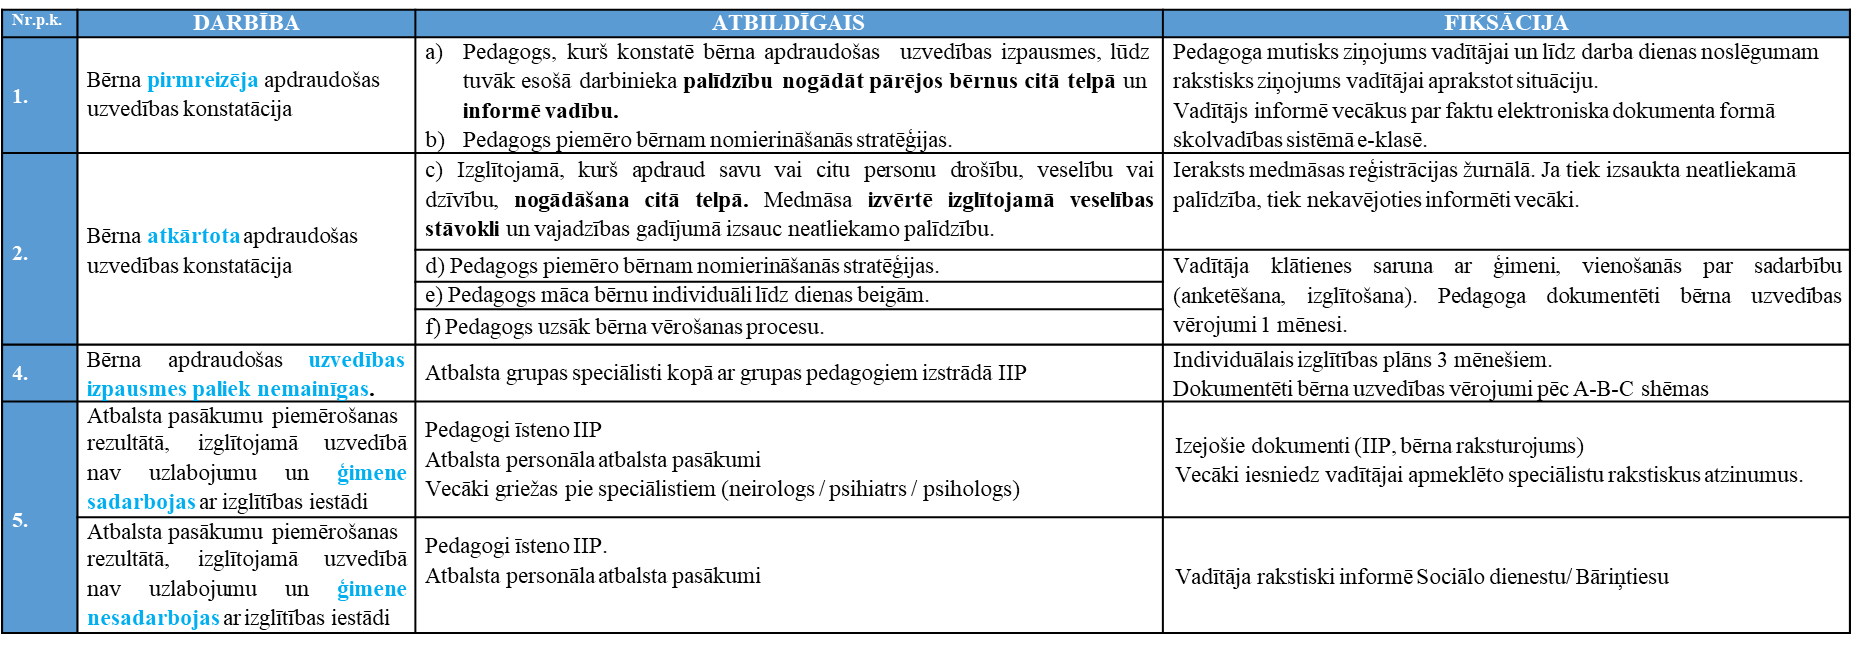 Nr.p.k. DARBĪBA ATBILDĪGAIS FIKSĀCIJA
1.
Bērna pirmreizēja apdraudošas
uzvedības konstatācija
a) Pedagogs, kurš konstatē bērna apdraudošas uzvedības izpausmes, lūdz
tuvāk esošā darbinieka palīdzību nogādāt pārējos bērnus citā telpā un
informē vadību.
b) Pedagogs piemēro bērnam nomierināšanās stratēģijas.
Pedagoga mutisks ziņojums vadītājai un līdz darba dienas noslēgumam
rakstisks ziņojums vadītājai aprakstot situāciju.
Vadītājs informē vecākus par faktu elektroniska dokumenta formā
skolvadības sistēmā e-klasē.
2.
Bērna atkārtota apdraudošas
uzvedības konstatācija
c) Izglītojamā, kurš apdraud savu vai citu personu drošību, veselību vai
dzīvību, nogādāšana citā telpā. Medmāsa izvērtē izglītojamā veselības
stāvokli un vajadzības gadījumā izsauc neatliekamo palīdzību.
Ieraksts medmāsas reģistrācijas žurnālā. Ja tiek izsaukta neatliekamā
palīdzība, tiek nekavējoties informēti vecāki.
d) Pedagogs piemēro bērnam nomierināšanās stratēģijas.
e) Pedagogs māca bērnu individuāli līdz dienas beigām.
f) Pedagogs uzsāk bērna vērošanas procesu.
Vadītāja klātienes saruna ar ģimeni, vienošanās par sadarbību
(anketēšana, izglītošana). Pedagoga dokumentēti bērna uzvedības
vērojumi 1 mēnesi.
4.
Bērna apdraudošas uzvedības
izpausmes paliek nemainīgas.
Atbalsta grupas speciālisti kopā ar grupas pedagogiem izstrādā IIP
Individuālais izglītības plāns 3 mēnešiem.
Dokumentēti bērna uzvedības vērojumi pēc A-B-C shēmas
5.
Atbalsta pasākumu piemērošanas
rezultātā, izglītojamā uzvedībā
nav uzlabojumu un ģimene
sadarbojas ar izglītības iestādi
Pedagogi īsteno IIP
Atbalsta personāla atbalsta pasākumi
Vecāki griežas pie speciālistiem (neirologs / psihiatrs / psihologs)
Izejošie dokumenti (IIP, bērna raksturojums)
Vecāki iesniedz vadītājai apmeklēto speciālistu rakstiskus atzinumus.
Atbalsta pasākumu piemērošanas
rezultātā, izglītojamā uzvedībā
nav uzlabojumu un ģimene
nesadarbojas ar izglītības iestādi
Pedagogi īsteno IIP.
Atbalsta personāla atbalsta pasākumi
Vadītāja rakstiski informē Sociālo dienestu/ Bāriņtiesu